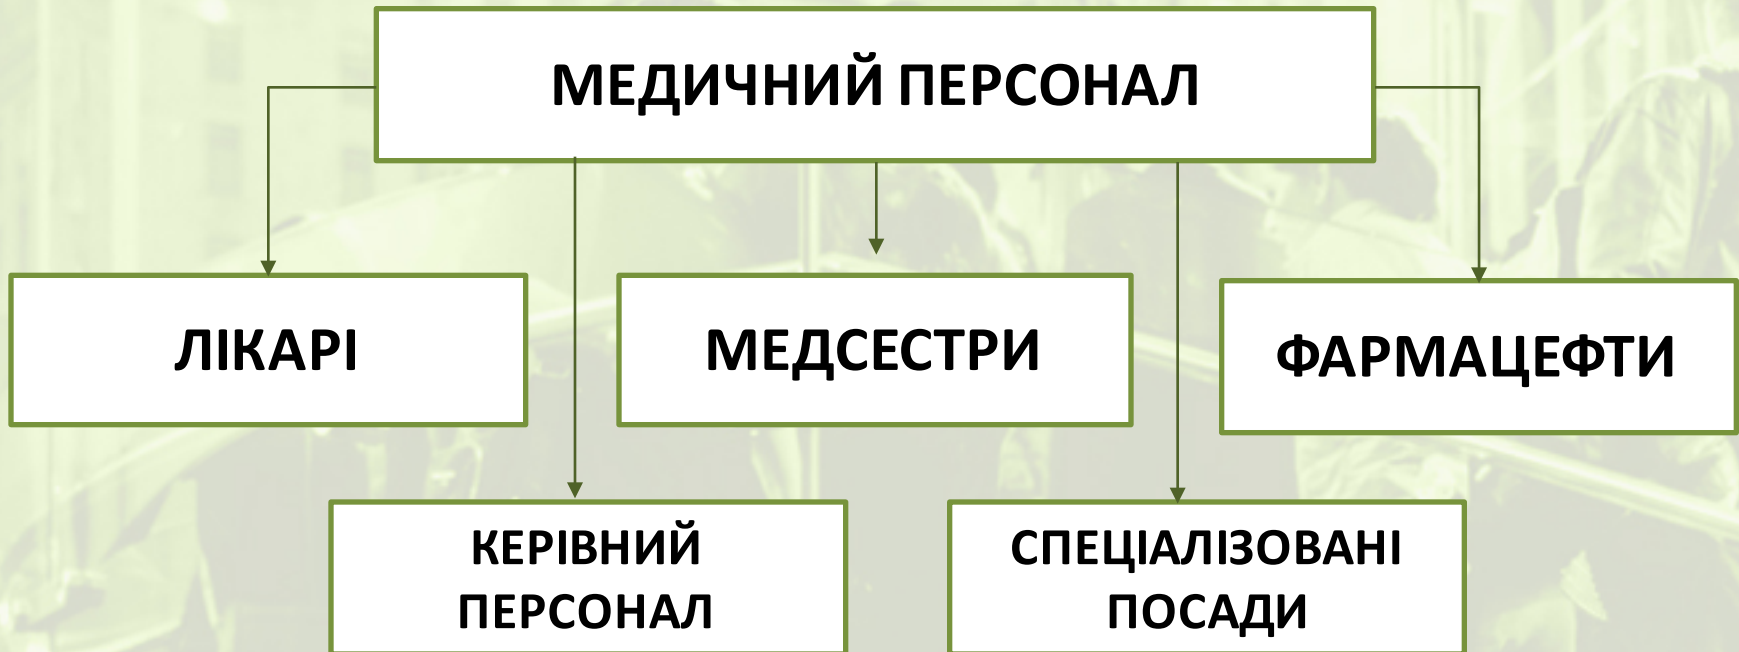 МЕДИЧНИЙ ПЕРСОНАЛ
ЛІКАРІ
МЕДСЕСТРИ
ФАРМАЦЕФТИ
КЕРІВНИЙ
ПЕРСОНАЛ
СПЕЦІАЛІЗОВАНІ
ПОСАДИ